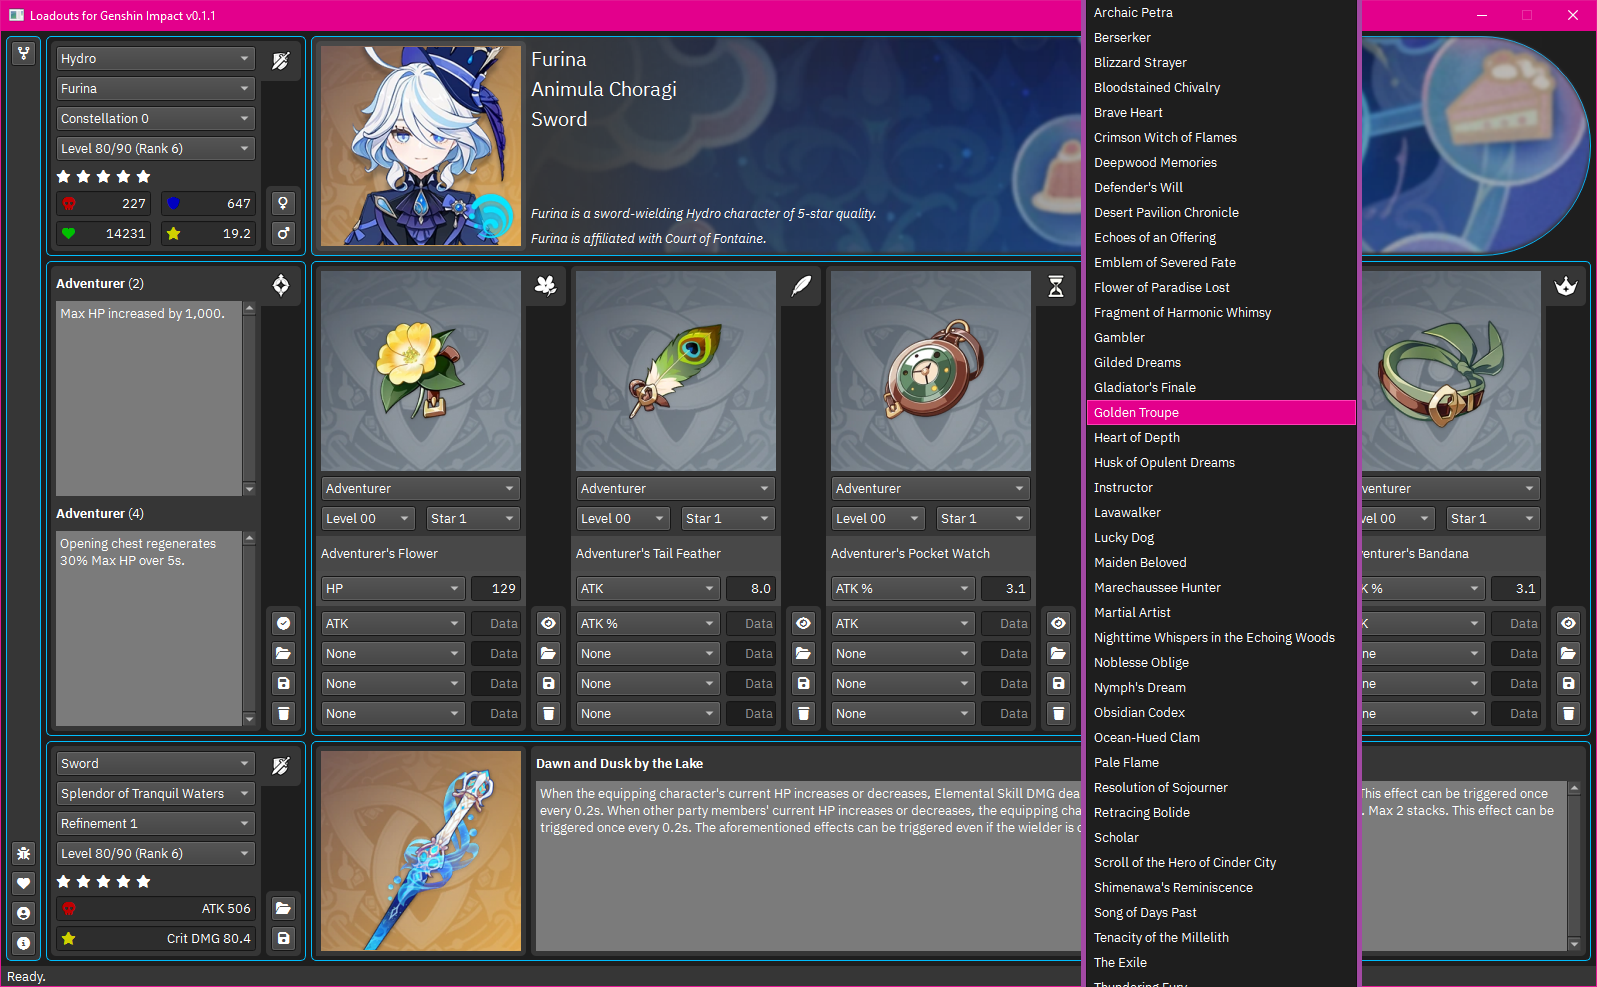 Loadouts for Genshin Impact v0.1.1
Hydro
Furina
Constellation 0
Level 80/90 (Rank 6)
227
647
14231
19.2
Furina
Animula Choragi
Sword
Furina is a sword-wielding Hydro character of 5-star quality.
Furina is affiliated with Court of Fontaine.
Adventurer (2)
Max HP increased by 1,000.
Adventurer (4)
Opening chest regenerates
30% Max HP over 5s.
Adventurer
Level 00
Star 1
Adventurer's Flower
HP
129
ATK
Data
None
Data
None
Data
None
Data
Adventurer
Level 00
Star 1
Adventurer's Tail Feather
ATK
8.0
ATK %
Data
None
Data
None
Data
None
Data
Adventurer
Level 00
Star 1
Adventurer's Pocket Watch
ATK %
3.1
ATK
Data
None
Data
None
Data
None
Data
Archaic Petra
Berserker
Blizzard Strayer
Bloodstained Chivalry
Brave Heart
Crimson Witch of Flames
Deepwood Memories
Defender's Will
Desert Pavilion Chronicle
Echoes of an Offering
Emblem of Severed Fate
Flower of Paradise Lost
Fragment of Harmonic Whimsy
Gambler
Gilded Dreams
Gladiator's Finale
Golden Troupe
Heart of Depth
Husk of Opulent Dreams
Instructor
Lavawalker
Lucky Dog
Maiden Beloved
Marechaussee Hunter
Martial Artist
Nighttime Whispers in the Echoing Woods
Noblesse Oblige
Nymph's Dream
Obsidian Codex
Ocean-Hued Clam
Pale Flame
Resolution of Sojourner
Retracing Bolide
Scholar
Scroll of the Hero of Cinder City
Shimenawa's Reminiscence
Song of Days Past
Tenacity of the Millelith
The Exile
Thundering Fury
venturer
vel 00
Star 1
venturer's Bandana
K %
3.1
K
Data
ne
Data
ne
Data
ne
Data
Sword
Splendor of Tranquil Waters
Refinement 1
Level 80/90 (Rank 6)
ATK 506
Crit DMG 80.4
Dawn and Dusk by the Lake
When the equipping character's current HP increases or decreases, Elemental Skill DMG dea This effect can be triggered once
every 0.2s. When other party members' current HP increases or decreases, the equipping cha . Max 2 stacks. This effect can be
triggered once every 0.2s. The aforementioned effects can be triggered even if the wielder is
Ready.